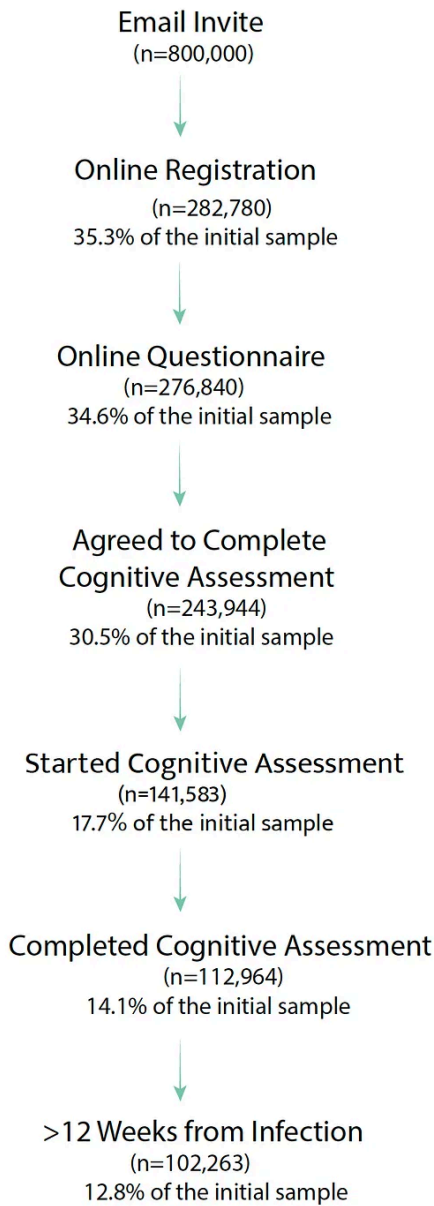 Email Invite
(n=800,000)
Online Registration
(n=282,780)
35.3% of the initial sample
Online Questionnaire
(n=276,840)
34.6% of the initial sample
Agreed to Complete
Cognitive Assessment
(n=243,944)
30.5% of the initial sample
Started Cognitive Assessment
(n=141,583)
17.7% of the initial sample
Completed Cognitive Assessment
(n=112,964)
14.1% of the initial sample
>12 Weeks from Infection
(n=102,263)
12.8% of the initial sample